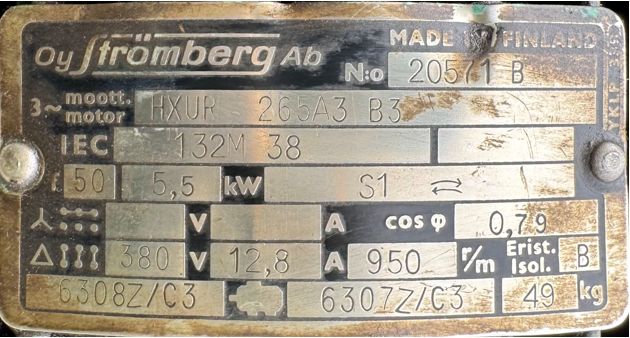 MADE IN FINLAND
Oy Strömberg Ab
N:o 20571 B
3~ moott. motor HXUR 265A3 B3
IEC 132M 38
f 50 5,5 kW S1
V A cos φ 0,79
Δ 380 V 12,8 A 950 r/m Erist. Isol. B
6308Z/C3 6307Z/C3 49 kg